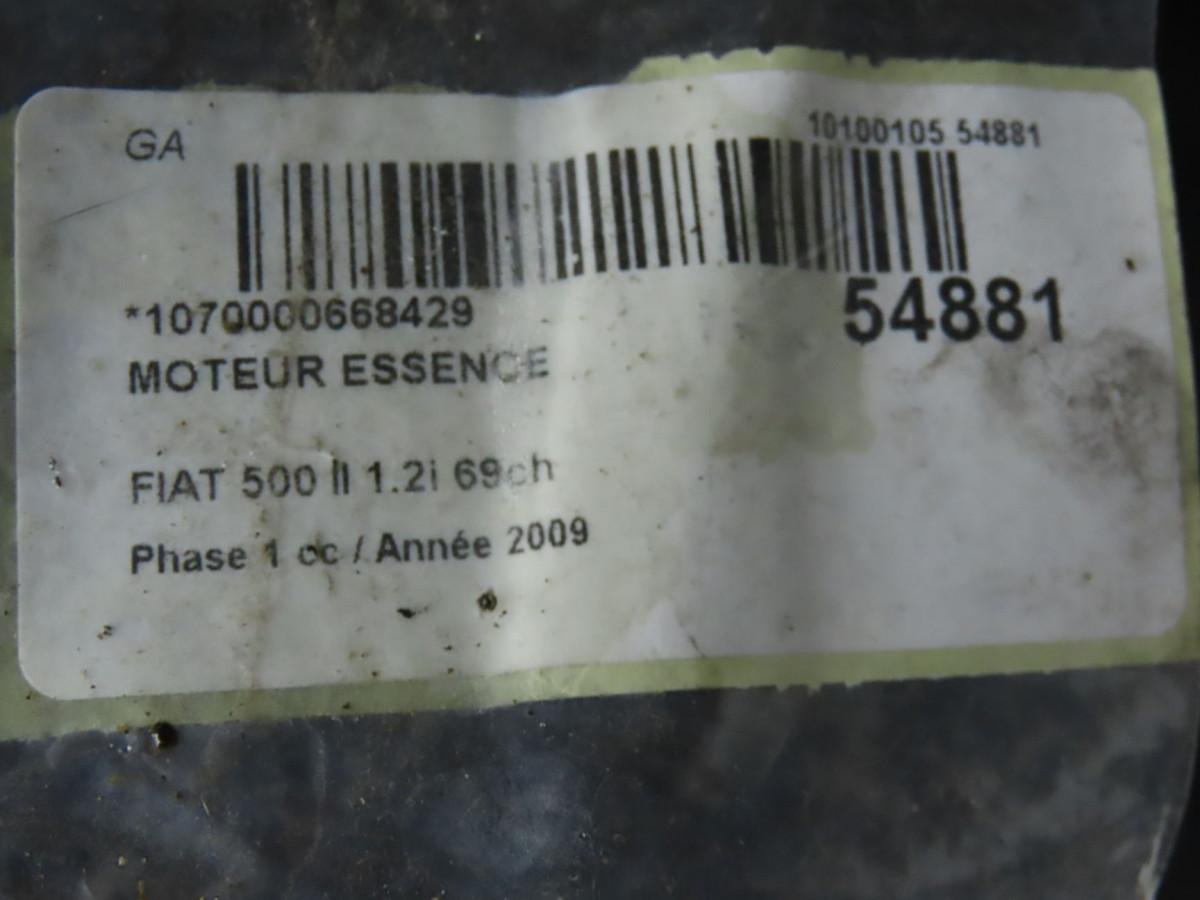 GA
10100105 54881
*1070000668429
54881
MOTEUR ESSENCE
FIAT 500 II 1.2i 69ch
Phase 1 cc / Année 2009